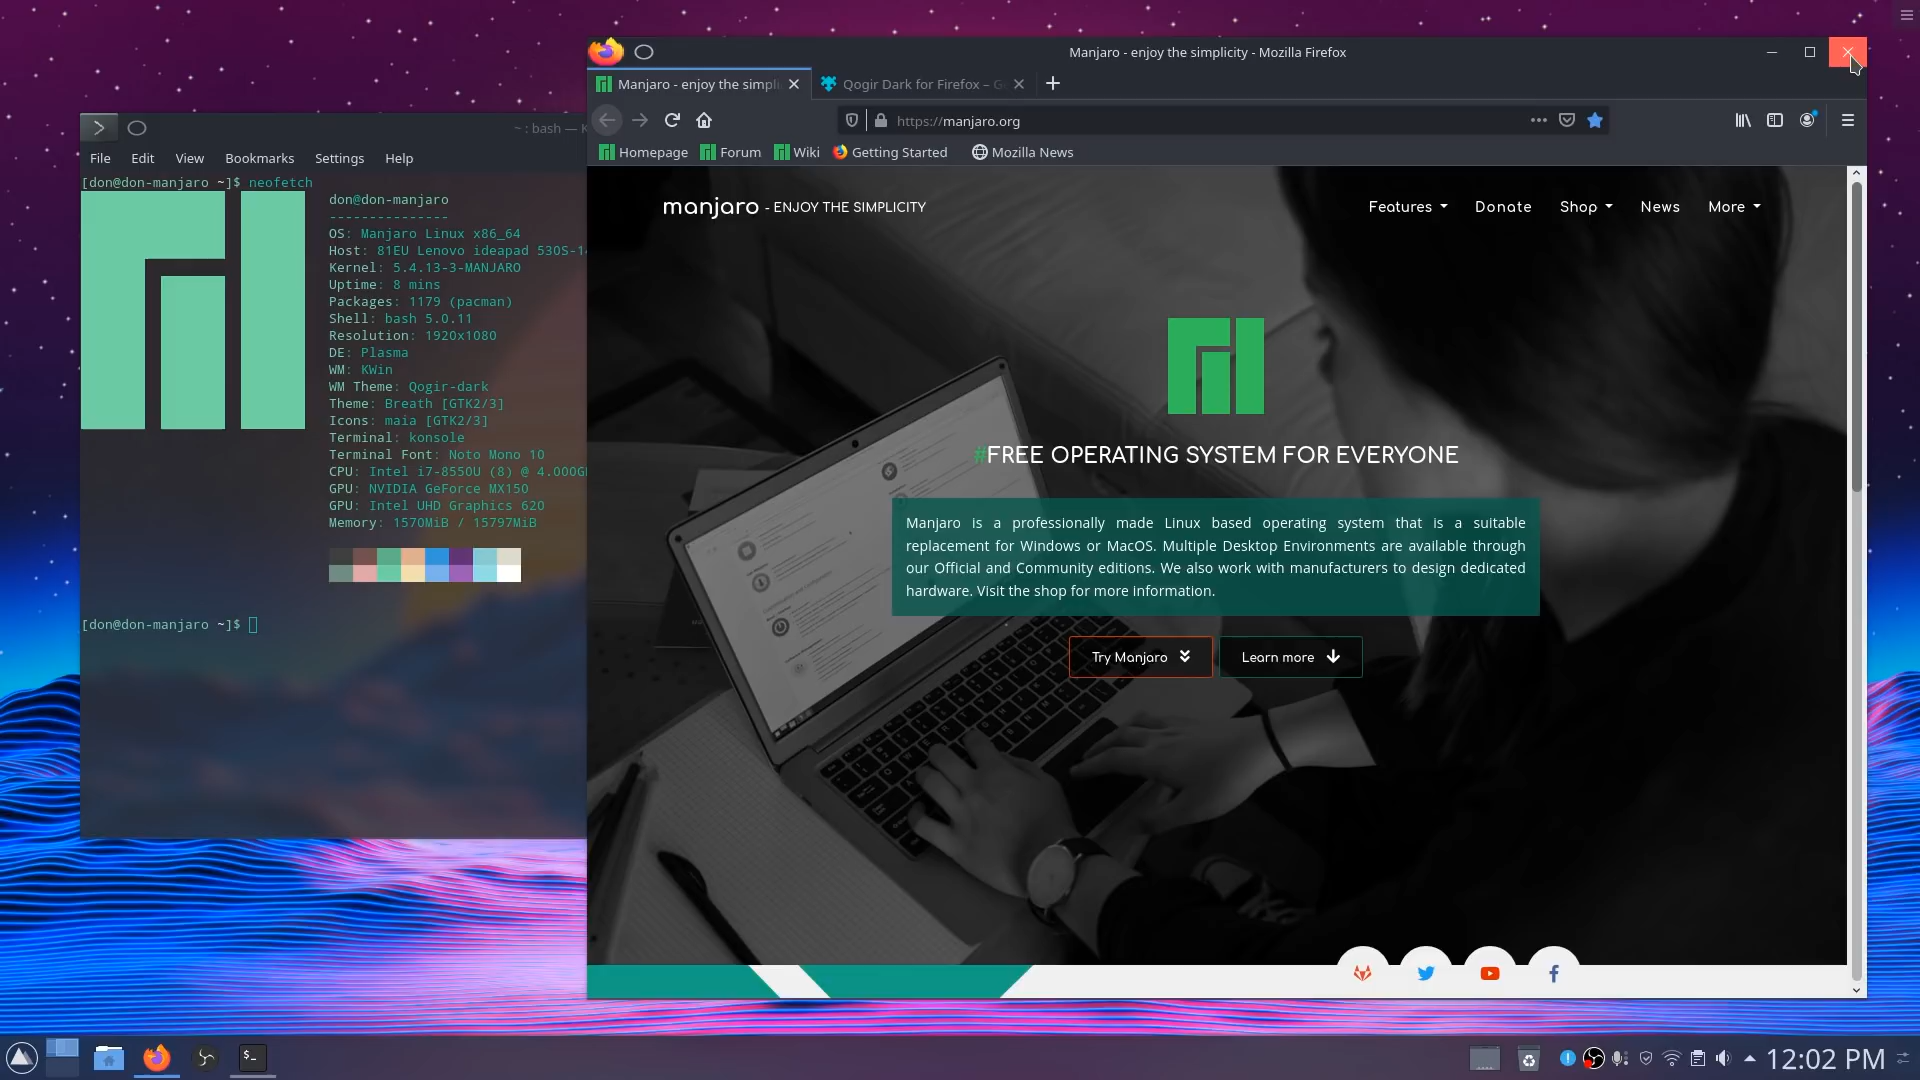 Manjaro - enjoy the simplicity - Mozilla Firefox
Manjaro - enjoy the simpli
Qogir Dark for Firefox – G
https://manjaro.org
Homepage Forum Wiki Getting Started Mozilla News
~ : bash — K
File Edit View Bookmarks Settings Help
[don@don-manjaro ~]$ neofetch
don@don-manjaro
---------------
OS: Manjaro Linux x86_64
Host: 81EU Lenovo ideapad 530S-1
Kernel: 5.4.13-3-MANJARO
Uptime: 8 mins
Packages: 1179 (pacman)
Shell: bash 5.0.11
Resolution: 1920x1080
DE: Plasma
WM: KWin
WM Theme: Qogir-dark
Theme: Breath [GTK2/3]
Icons: maia [GTK2/3]
Terminal: konsole
Terminal Font: Noto Mono 10
CPU: Intel i7-8550U (8) @ 4.000G
GPU: NVIDIA GeForce MX150
GPU: Intel UHD Graphics 620
Memory: 1570MiB / 15797MiB
[don@don-manjaro ~]$
manjaro - ENJOY THE SIMPLICITY
Features Donate Shop News More
#FREE OPERATING SYSTEM FOR EVERYONE
Manjaro is a professionally made Linux based operating system that is a suitable
replacement for Windows or MacOS. Multiple Desktop Environments are available through
our Official and Community editions. We also work with manufacturers to design dedicated
hardware. Visit the shop for more information.
Try Manjaro
Learn more
12:02 PM